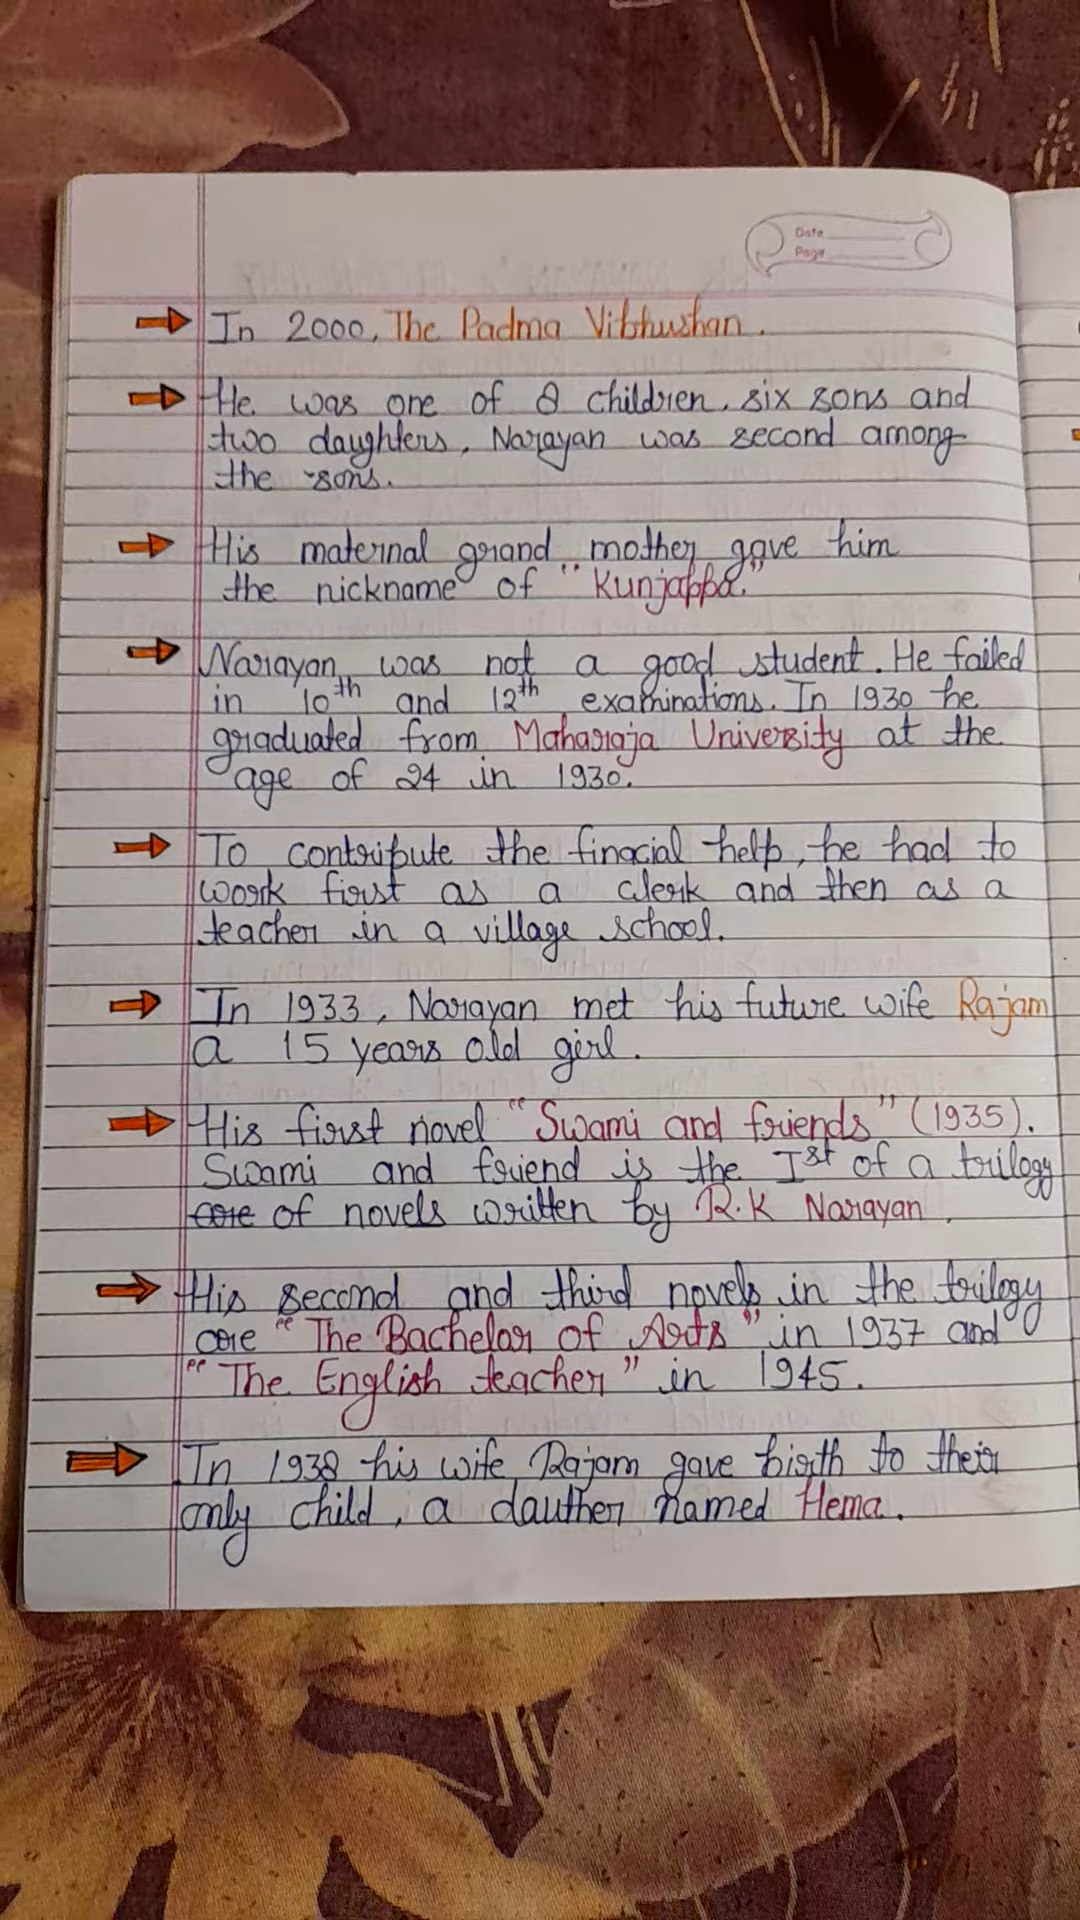 Date
Page
In 2000, The Padma Vibhushan.
He was one of 8 children, six sons and
two daughters, Narayan was second among
the sons.
His maternal grand mother gave him
the nickname of "Kunjappa."
Narayan was not a good student. He failed
in 10th and 12th examinations. In 1930 he
graduated from Maharaja University at the
age of 24 in 1930.
To contribute the finacial help, he had to
work first as a clerk and then as a
teacher in a village school.
In 1933, Narayan met his future wife Rajam
a 15 years old girl.
His first novel "Swami and friends" (1935).
Swami and friend is the Ist of a trilogy
are of novels written by R.K Narayan.
His second and third novels in the trilogy
are "The Bachelor of Arts" in 1937 and
"The English teacher" in 1945.
In 1938 his wife Rajam gave birth to their
only child, a dauther named Hema.